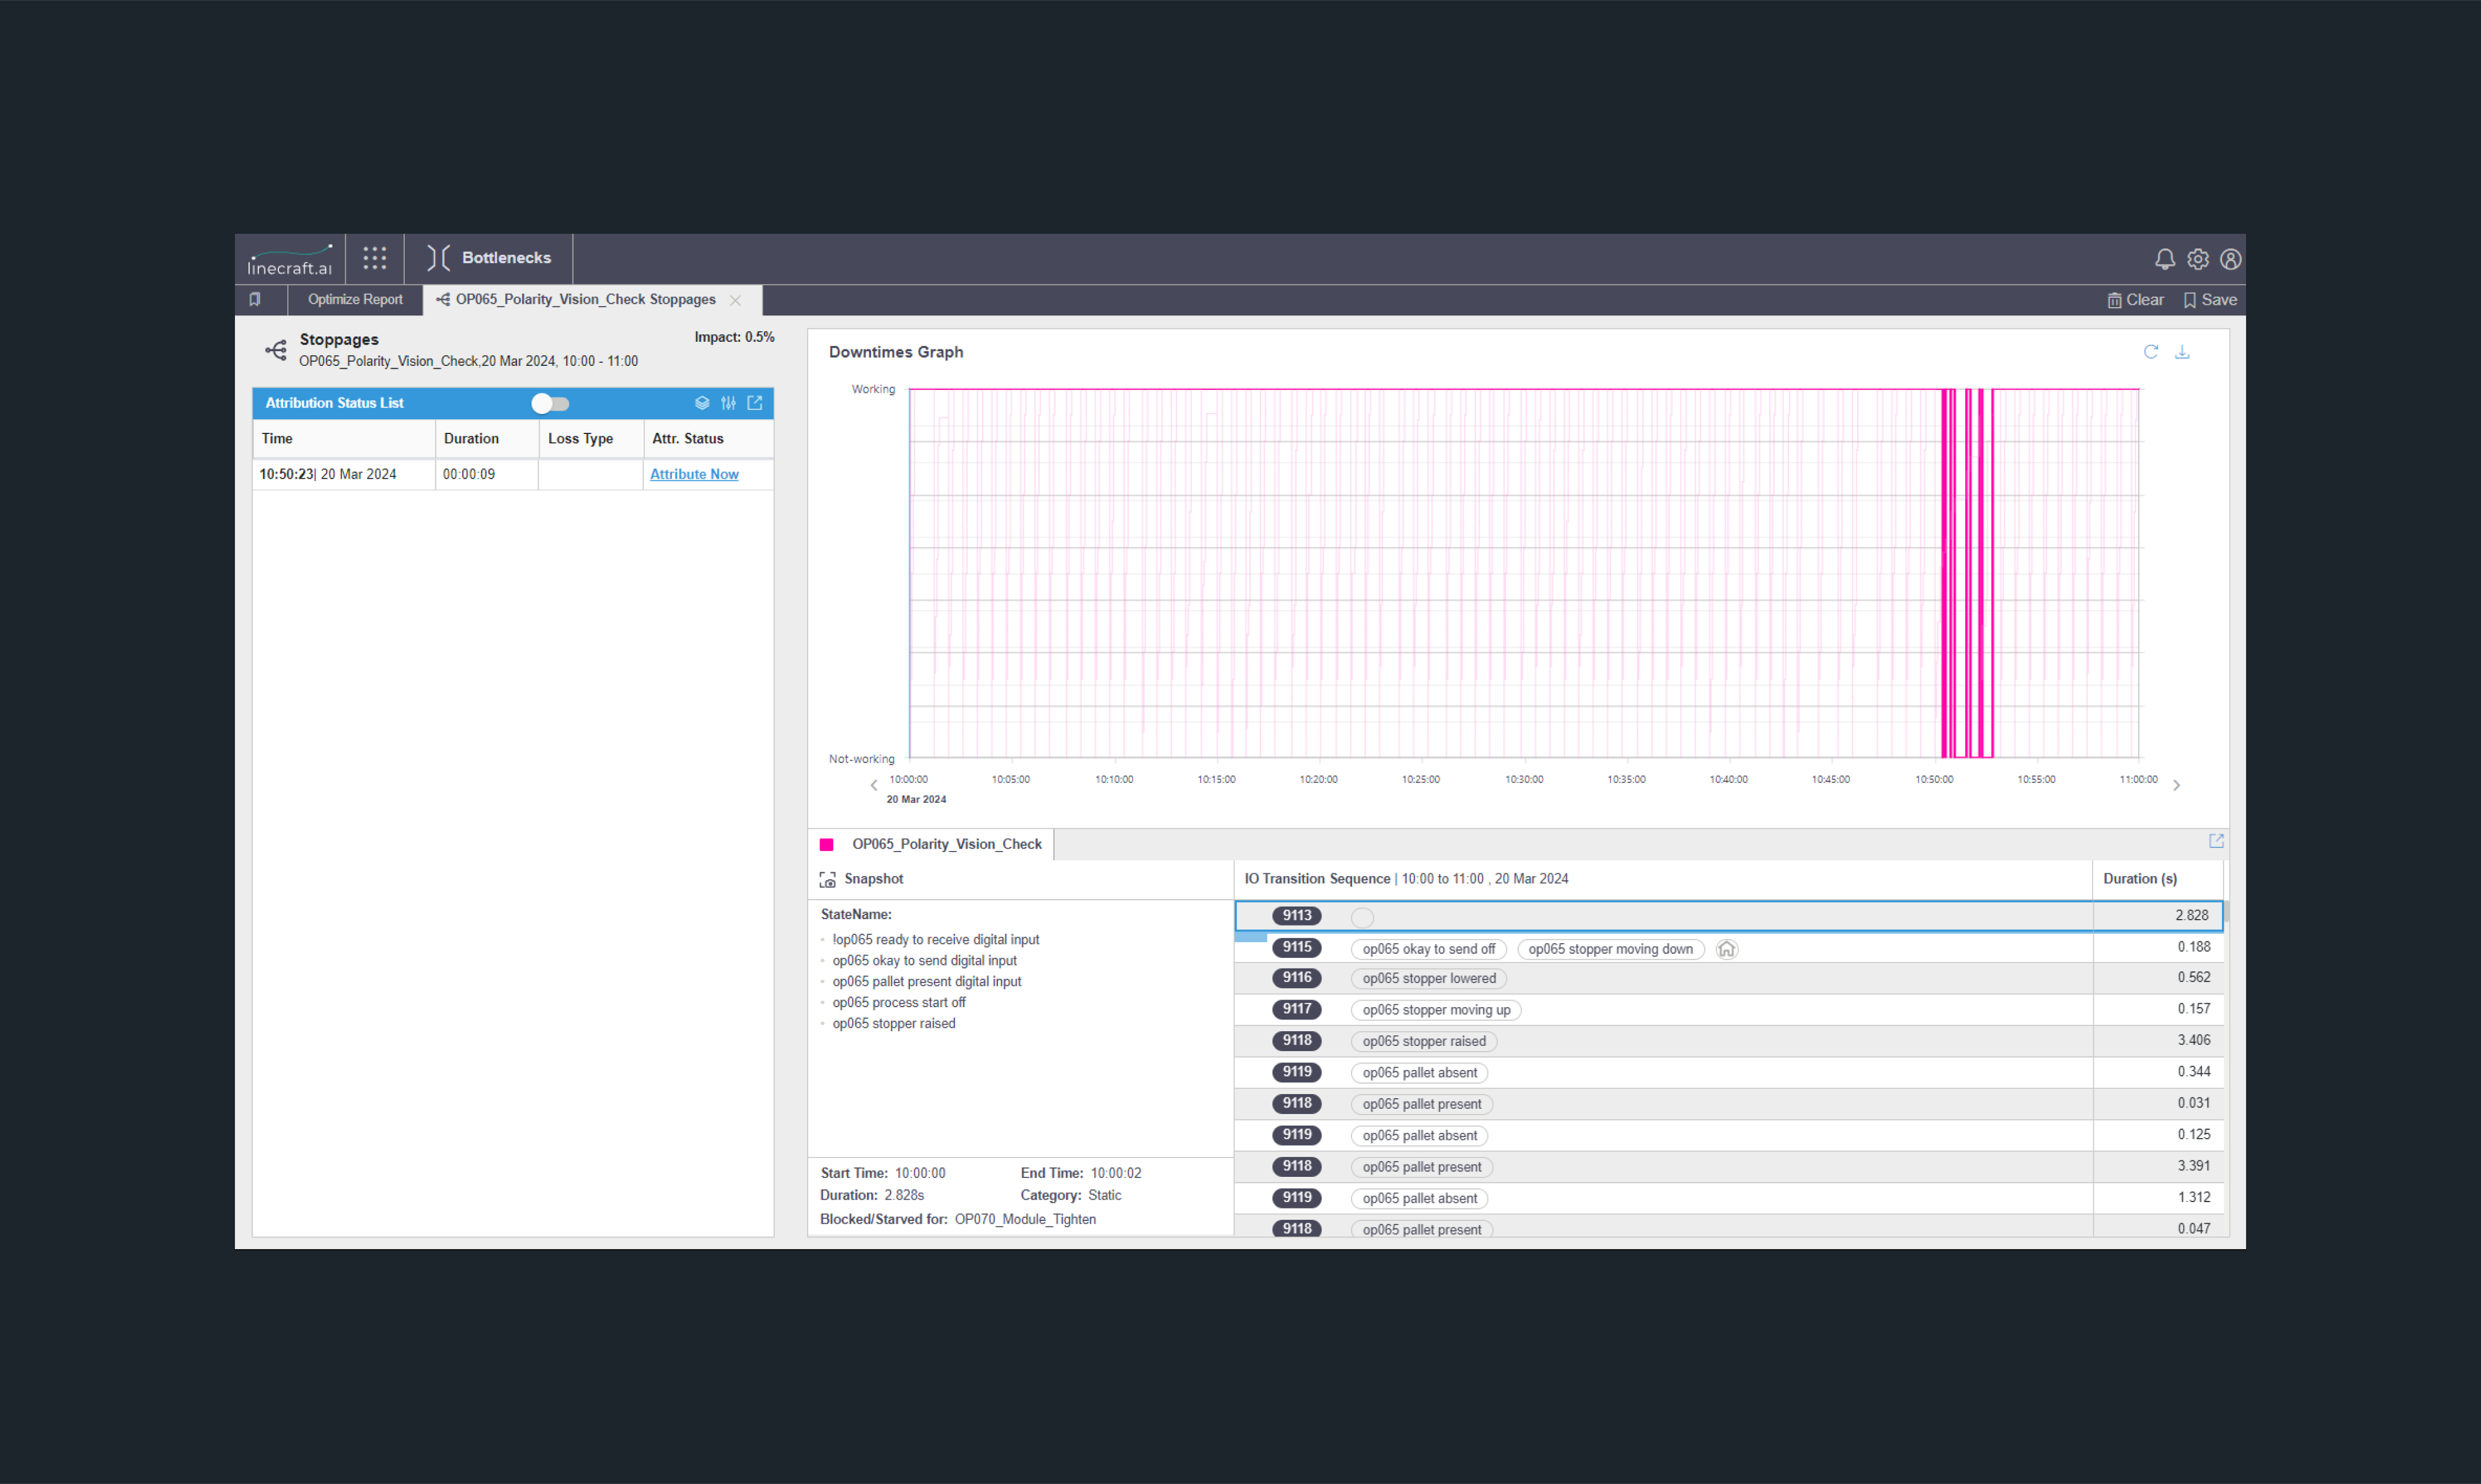 linecraft.ai
Bottlenecks
Optimize Report
OP065_Polarity_Vision_Check Stoppages
Clear
Save
Stoppages
Impact: 0.5%
OP065_Polarity_Vision_Check,20 Mar 2024, 10:00 - 11:00
Attribution Status List
Time Duration Loss Type Attr. Status
10:50:23| 20 Mar 2024 00:00:09 Attribute Now
Downtimes Graph
Working
Not-working
10:00:00 10:05:00 10:10:00 10:15:00 10:20:00 10:25:00 10:30:00 10:35:00 10:40:00 10:45:00 10:50:00 10:55:00 11:00:00
20 Mar 2024
OP065_Polarity_Vision_Check
Snapshot
StateName:
!op065 ready to receive digital input
op065 okay to send digital input
op065 pallet present digital input
op065 process start off
op065 stopper raised
Start Time: 10:00:00 End Time: 10:00:02
Duration: 2.828s Category: Static
Blocked/Starved for: OP070_Module_Tighten
IO Transition Sequence | 10:00 to 11:00 , 20 Mar 2024 Duration (s)
9113 2.828
9115 op065 okay to send off op065 stopper moving down 0.188
9116 op065 stopper lowered 0.562
9117 op065 stopper moving up 0.157
9118 op065 stopper raised 3.406
9119 op065 pallet absent 0.344
9118 op065 pallet present 0.031
9119 op065 pallet absent 0.125
9118 op065 pallet present 3.391
9119 op065 pallet absent 1.312
9118 op065 pallet present 0.047